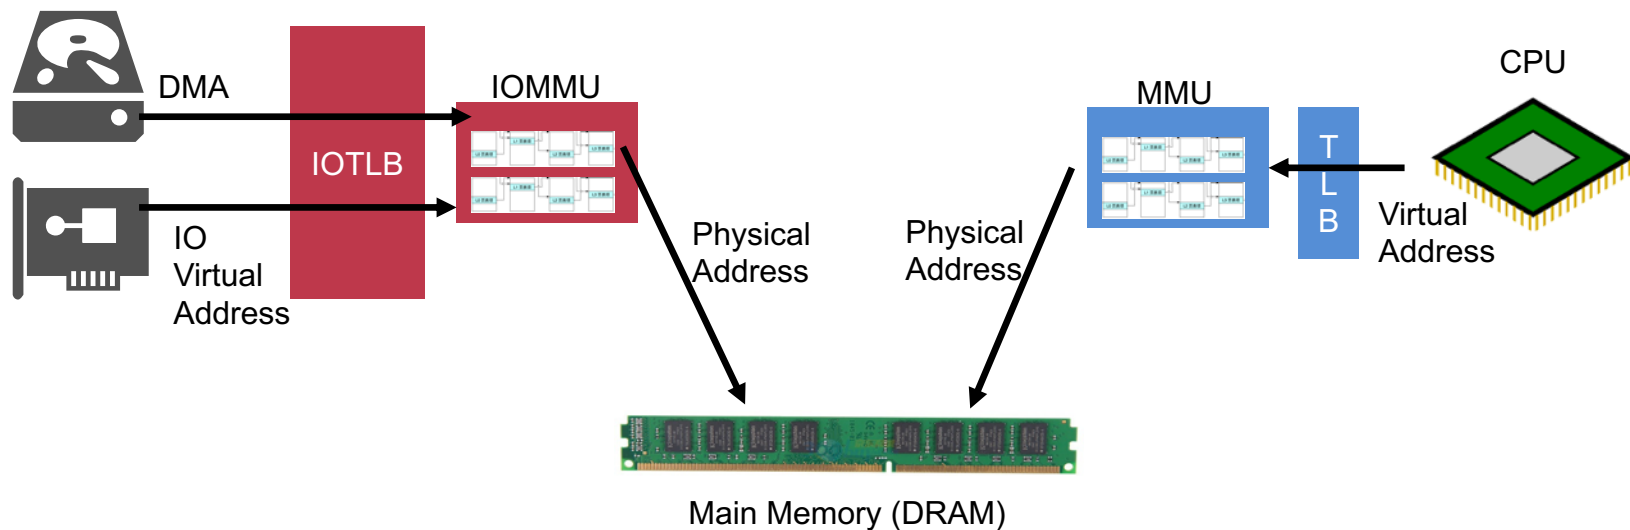 DMA
IOTLB
IOMMU
IO
Virtual
Address
Physical
Address
MMU
Physical
Address
T
L
B
CPU
Virtual
Address
Main Memory (DRAM)